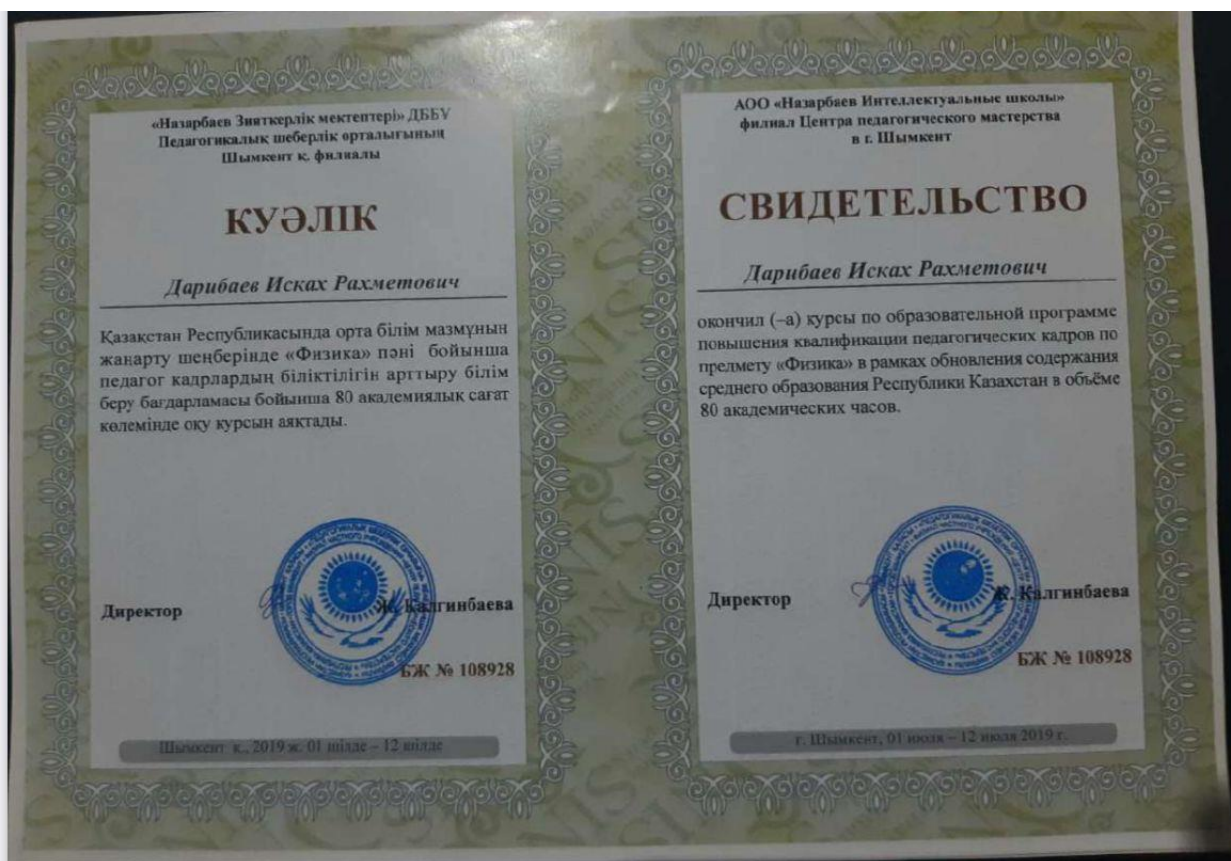 «Назарбаев Зияткерлік мектептері» ДББҰ
Педагогикалық шеберлік орталығының
Шымкент қ. филиалы
КУӘЛІК
Дарибаев Исках Рахметович
Қазақстан Республикасында орта білім мазмұнын
жаңарту шеңберінде «Физика» пәні бойынша
педагог кадрлардың біліктілігін арттыру білім
беру бағдарламасы бойынша 80 академиялық сағат
көлемінде оқу курсын аяқтады.
Директор
Ж. Калгинбаева
БЖ № 108928
Шымкент қ., 2019 ж. 01 шілде – 12 шілде
АОО «Назарбаев Интеллектуальные школы»
филиал Центра педагогического мастерства
в г. Шымкент
СВИДЕТЕЛЬСТВО
Дарибаев Исках Рахметович
окончил (–а) курсы по образовательной программе
повышения квалификации педагогических кадров по
предмету «Физика» в рамках обновления содержания
среднего образования Республики Казахстан в объёме
80 академических часов.
Директор
Ж. Калгинбаева
БЖ № 108928
г. Шымкент, 01 июля – 12 июля 2019 г.